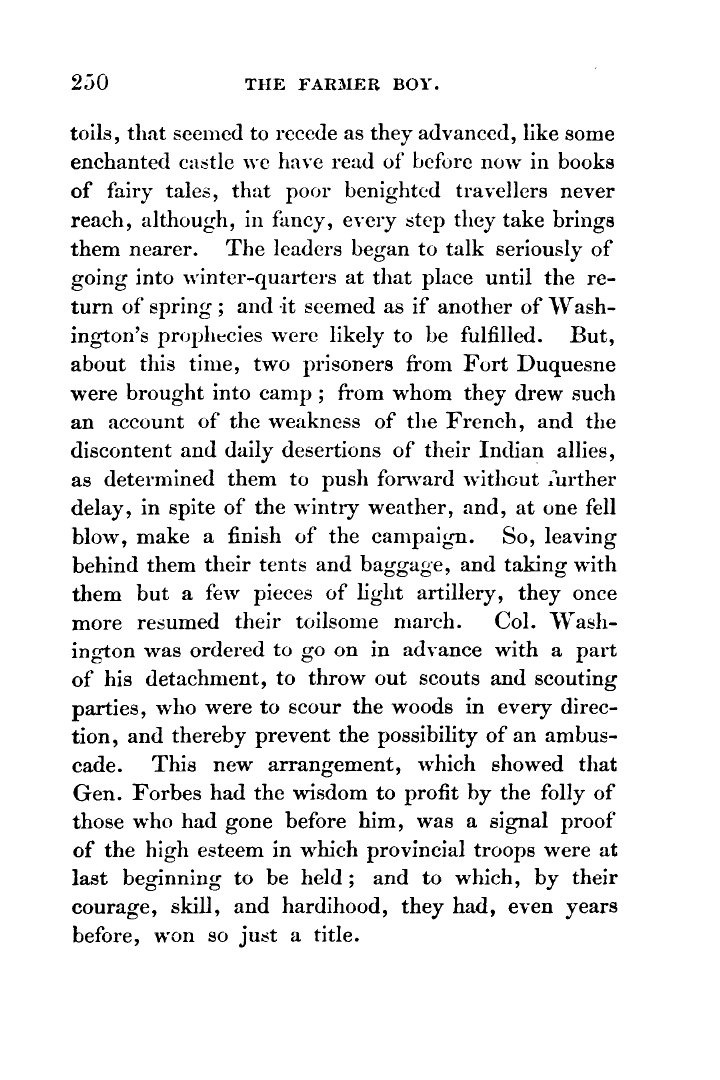 250 THE FARMER BOY.
toils, that seemed to recede as they advanced, like some
enchanted castle we have read of before now in books
of fairy tales, that poor benighted travellers never
reach, although, in fancy, every step they take brings
them nearer. The leaders began to talk seriously of
going into winter-quarters at that place until the re-
turn of spring ; and it seemed as if another of Wash-
ington's prophecies were likely to be fulfilled. But,
about this time, two prisoners from Fort Duquesne
were brought into camp ; from whom they drew such
an account of the weakness of the French, and the
discontent and daily desertions of their Indian allies,
as determined them to push forward without further
delay, in spite of the wintry weather, and, at one fell
blow, make a finish of the campaign. So, leaving
behind them their tents and baggage, and taking with
them but a few pieces of light artillery, they once
more resumed their toilsome march. Col. Wash-
ington was ordered to go on in advance with a part
of his detachment, to throw out scouts and scouting
parties, who were to scour the woods in every direc-
tion, and thereby prevent the possibility of an ambus-
cade. This new arrangement, which showed that
Gen. Forbes had the wisdom to profit by the folly of
those who had gone before him, was a signal proof
of the high esteem in which provincial troops were at
last beginning to be held ; and to which, by their
courage, skill, and hardihood, they had, even years
before, won so just a title.